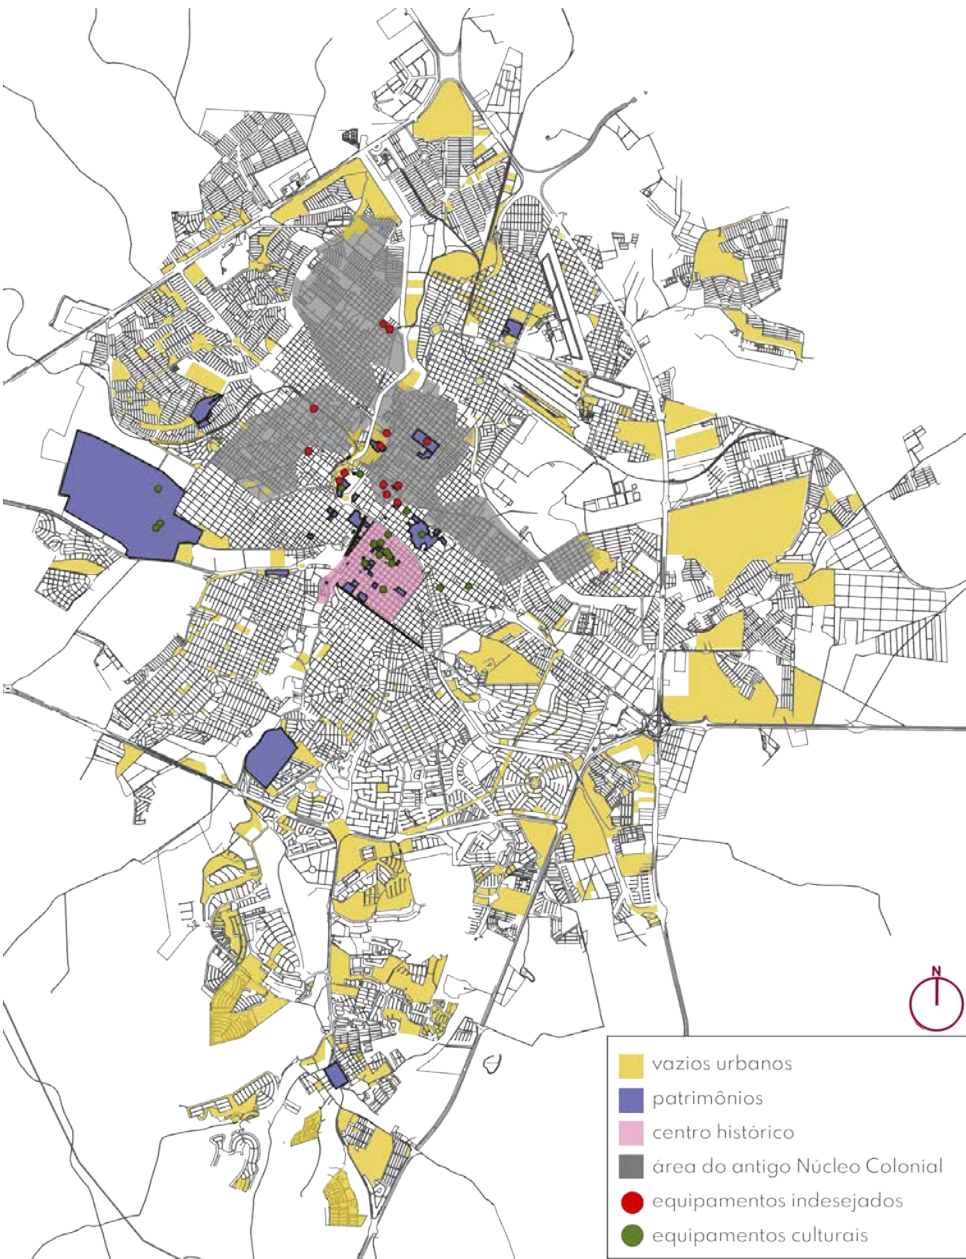 N
vazios urbanos
patrimônios
centro histórico
área do antigo Núcleo Colonial
equipamentos indesejados
equipamentos culturais